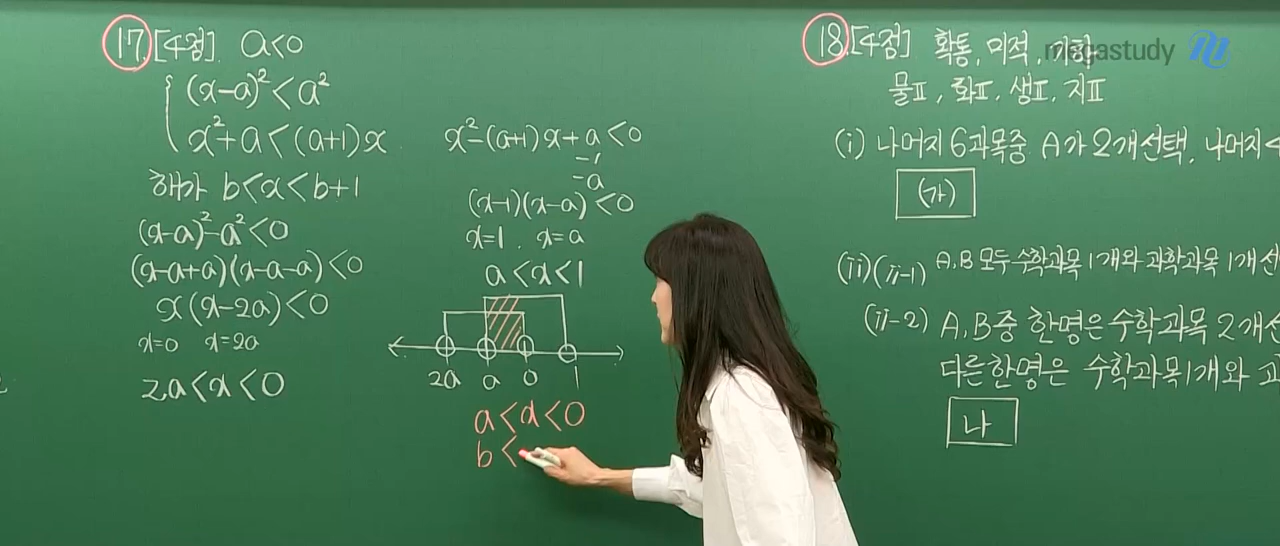 17 [4점] a<0
(x-a)²<a²
x²+a<(a+1)x
해가 b<x<b+1
(x-a)²-a²<0
(x-a+a)(x-a-a)<0
x(x-2a)<0
x=0 x=2a
2a<x<0
x²-(a+1)x+a<0
-1
-a
(x-1)(x-a)<0
x=1, x=a
a<x<1
2a a 0 1
a<x<0
b<
18 [4점] 확통, 미적, 기하
megastudy
물Ⅱ, 화Ⅱ, 생Ⅱ, 지Ⅱ
(i) 나머지 6과목중 A가 2개 선택, 나머지 4
(가)
(ii)(ii-1) A,B 모두 수학과목 1개와 과학과목 1개 선
(ii-2) A,B중 한명은 수학과목 2개선
다른한명은 수학과목1개와 과
나